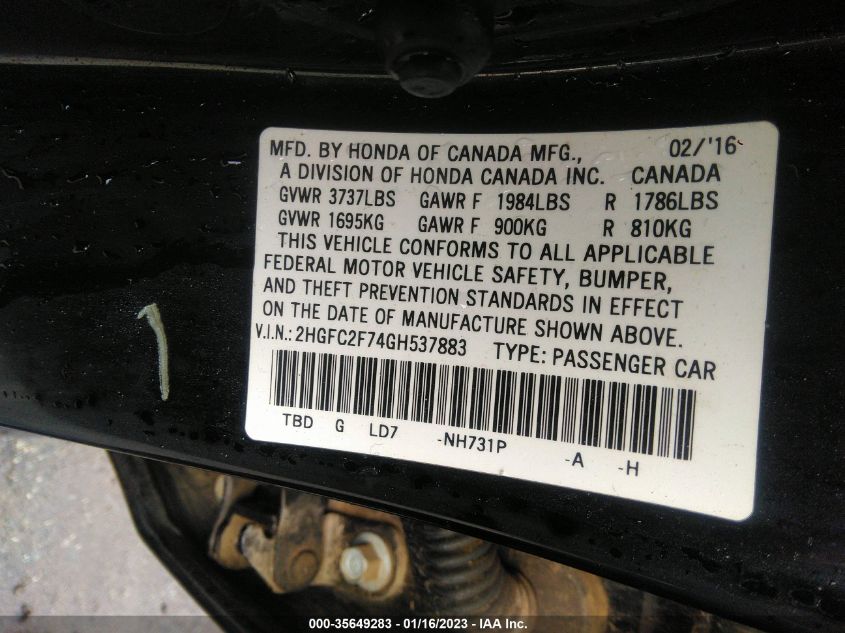 MFD. BY HONDA OF CANADA MFG., 02/'16
A DIVISION OF HONDA CANADA INC. CANADA
GVWR 3737LBS GAWR F 1984LBS R 1786LBS
GVWR 1695KG GAWR F 900KG R 810KG
THIS VEHICLE CONFORMS TO ALL APPLICABLE
FEDERAL MOTOR VEHICLE SAFETY, BUMPER,
AND THEFT PREVENTION STANDARDS IN EFFECT
ON THE DATE OF MANUFACTURE SHOWN ABOVE.
V.I.N.: 2HGFC2F74GH537883 TYPE: PASSENGER CAR
TBD G LD7 -NH731P -A -H
000-35649283 - 01/16/2023 - IAA Inc.